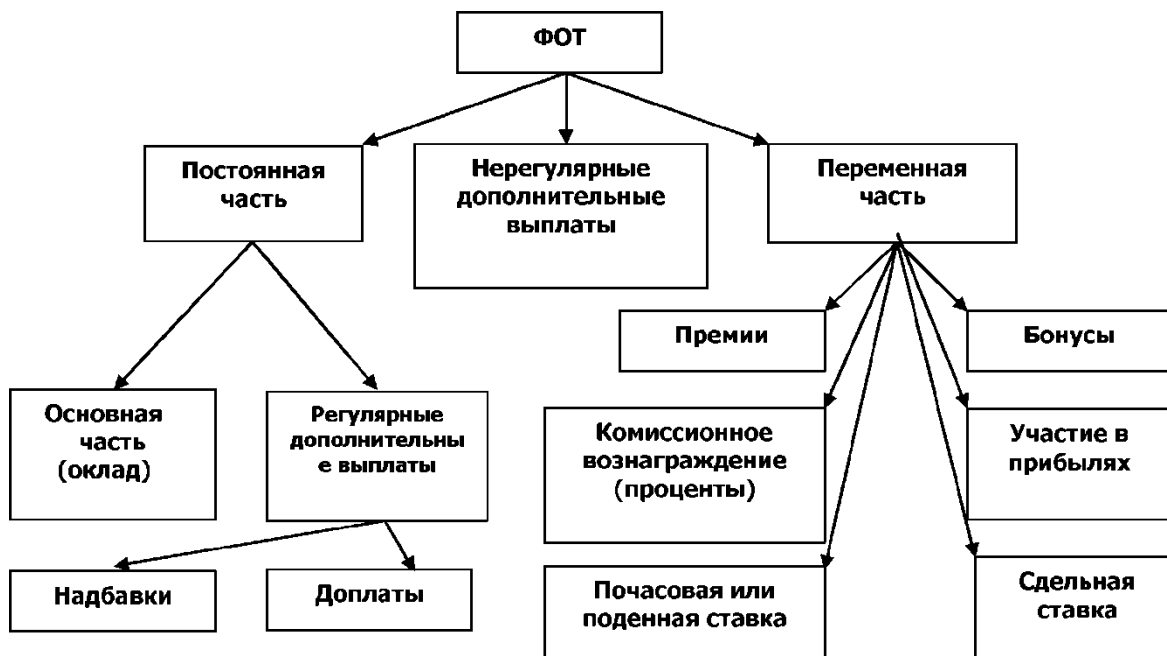 ФОТ
Постоянная
часть
Нерегулярные
дополнительные
выплаты
Переменная
часть
Премии
Бонусы
Основная
часть
(оклад)
Регулярные
дополнительны
е выплаты
Комиссионное
вознаграждение
(проценты)
Участие в
прибылях
Надбавки
Доплаты
Почасовая или
поденная ставка
Сдельная
ставка